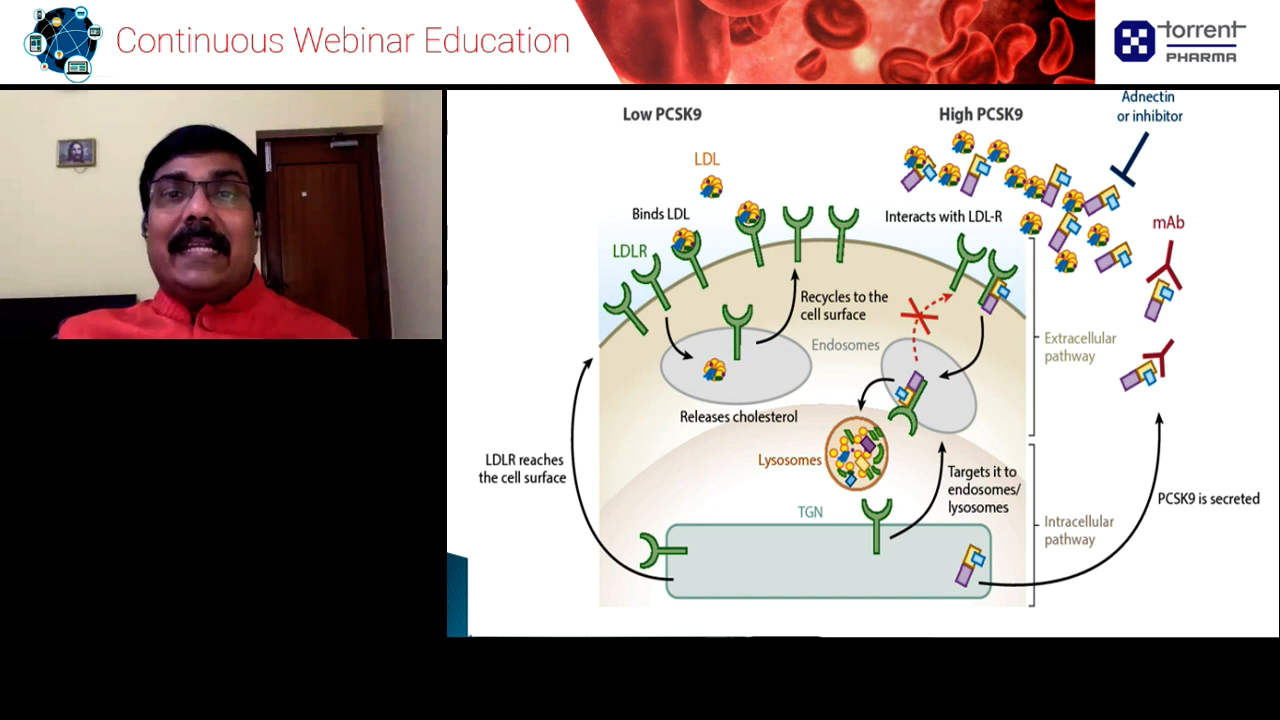 Continuous Webinar Education
torrent
PHARMA
Low PCSK9
High PCSK9
Adnectin
or inhibitor
LDL
Binds LDL
Interacts with LDL-R
mAb
LDLR
Recycles to the
cell surface
Endosomes
Extracellular
pathway
Releases cholesterol
LDLR reaches
the cell surface
Lysosomes
Targets it to
endosomes/
lysosomes
PCSK9 is secreted
TGN
Intracellular
pathway